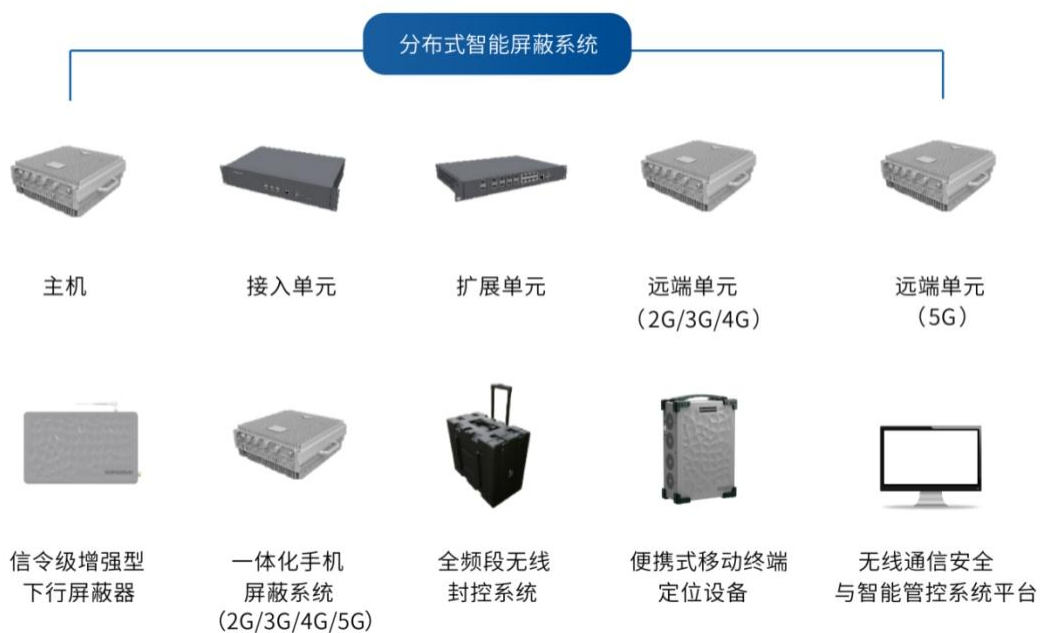 分布式智能屏蔽系统
主机
接入单元
扩展单元
远端单元
（2G/3G/4G）
远端单元
（5G）
信令级增强型
下行屏蔽器
一体化手机
屏蔽系统
（2G/3G/4G/5G）
全频段无线
封控系统
便携式移动终端
定位设备
无线通信安全
与智能管控系统平台